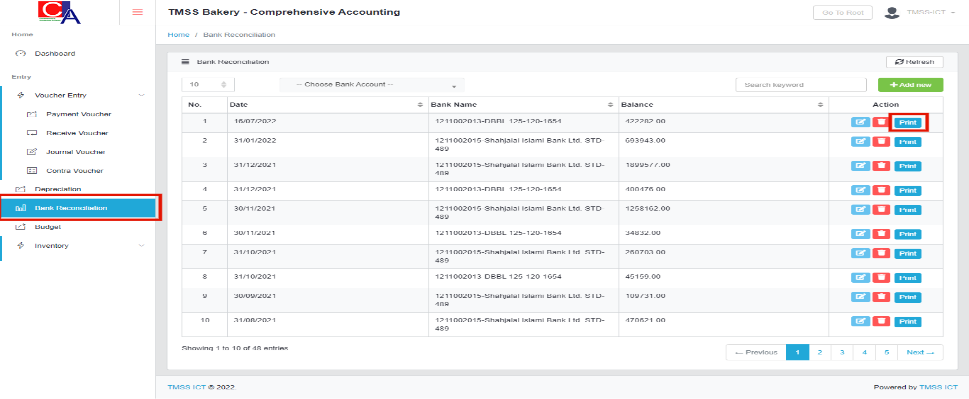 CA
TMSS Bakery - Comprehensive Accounting
Go To Root
TMSS-ICT
Home / Bank Reconciliation
Home
Dashboard
Entry
Voucher Entry
Payment Voucher
Receive Voucher
Journal Voucher
Contra Voucher
Depreciation
Bank Reconciliation
Budget
Inventory
Bank Reconciliation
Refresh
10
-- Choose Bank Account --
Search keyword
+ Add new
No. Date Bank Name Balance Action
1 16/07/2022 1211002013-DBBL 125-120-1654 422282.00 Print
2 31/01/2022 1211002015-Shahjalal Islami Bank Ltd. STD-
489 693943.00 Print
3 31/12/2021 1211002015-Shahjalal Islami Bank Ltd. STD-
489 1899577.00 Print
4 31/12/2021 1211002013-DBBL 125-120-1654 400476.00 Print
5 30/11/2021 1211002015-Shahjalal Islami Bank Ltd. STD-
489 1258162.00 Print
6 30/11/2021 1211002013-DBBL 125-120-1654 34832.00 Print
7 31/10/2021 1211002015-Shahjalal Islami Bank Ltd. STD-
489 260703.00 Print
8 31/10/2021 1211002013-DBBL 125-120-1654 45159.00 Print
9 30/09/2021 1211002015-Shahjalal Islami Bank Ltd. STD-
489 109731.00 Print
10 31/08/2021 1211002015-Shahjalal Islami Bank Ltd. STD-
489 470621.00 Print
Showing 1 to 10 of 48 entries
← Previous 1 2 3 4 5 Next →
TMSS ICT © 2022
Powered by TMSS ICT